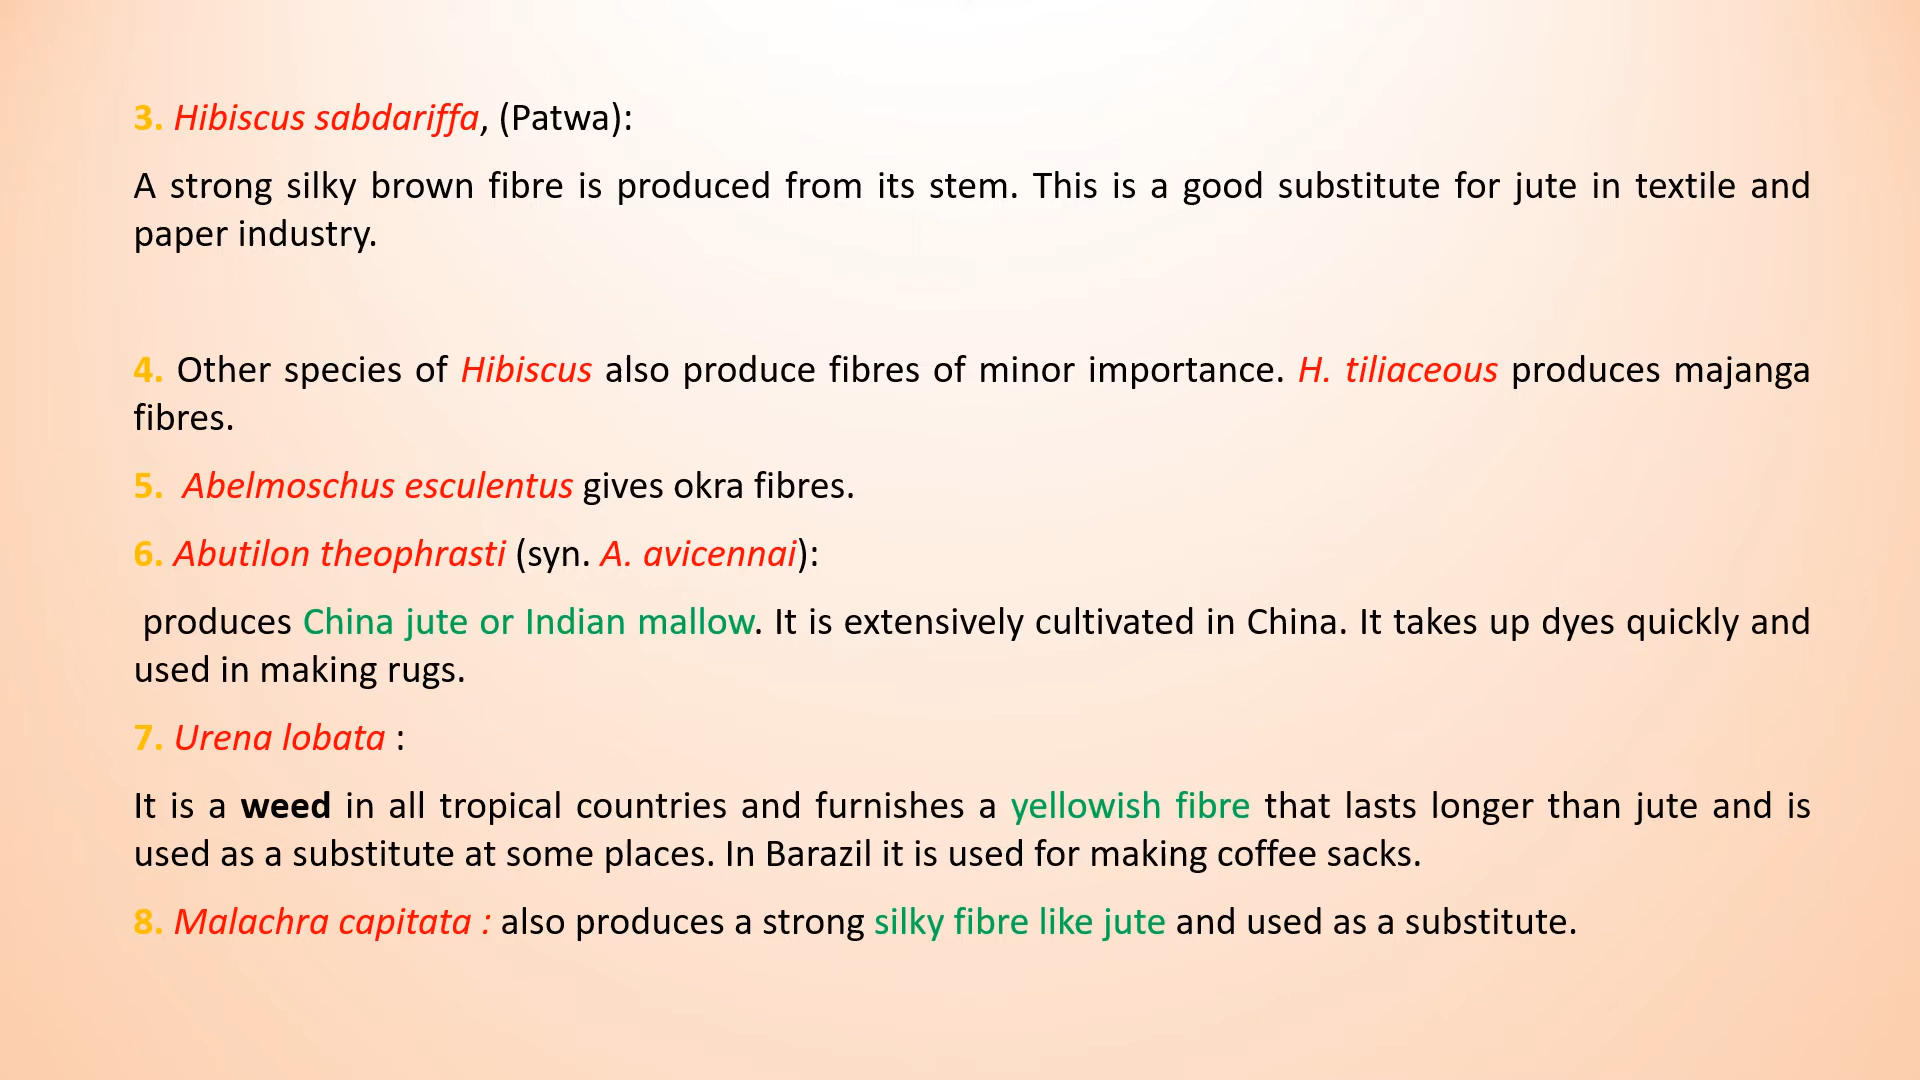 3. Hibiscus sabdariffa, (Patwa):
A strong silky brown fibre is produced from its stem. This is a good substitute for jute in textile and
paper industry.
4. Other species of Hibiscus also produce fibres of minor importance. H. tiliaceous produces majanga
fibres.
5. Abelmoschus esculentus gives okra fibres.
6. Abutilon theophrasti (syn. A. avicennai):
produces China jute or Indian mallow. It is extensively cultivated in China. It takes up dyes quickly and
used in making rugs.
7. Urena lobata :
It is a weed in all tropical countries and furnishes a yellowish fibre that lasts longer than jute and is
used as a substitute at some places. In Barazil it is used for making coffee sacks.
8. Malachra capitata : also produces a strong silky fibre like jute and used as a substitute.